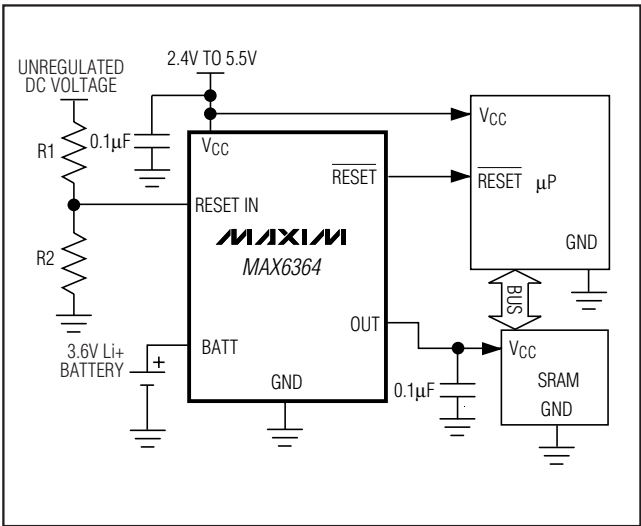 2.4V TO 5.5V
UNREGULATED
DC VOLTAGE
R1
0.1μF
VCC
RESET
RESET IN
MAXIM
MAX6364
R2
OUT
3.6V Li+
BATTERY
+
BATT
GND
0.1μF
VCC
RESET μP
GND
BUS
VCC
SRAM
GND